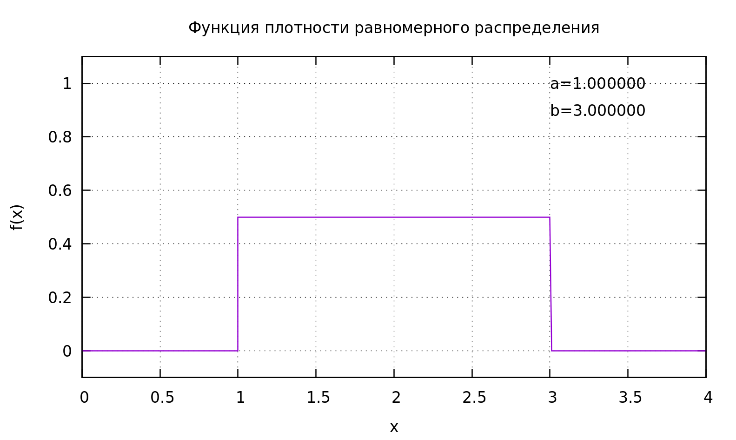 Функция плотности равномерного распределения
a=1.000000
b=3.000000
1
0.8
0.6
0.4
0.2
0
f(x)
0 0.5 1 1.5 2 2.5 3 3.5 4
x